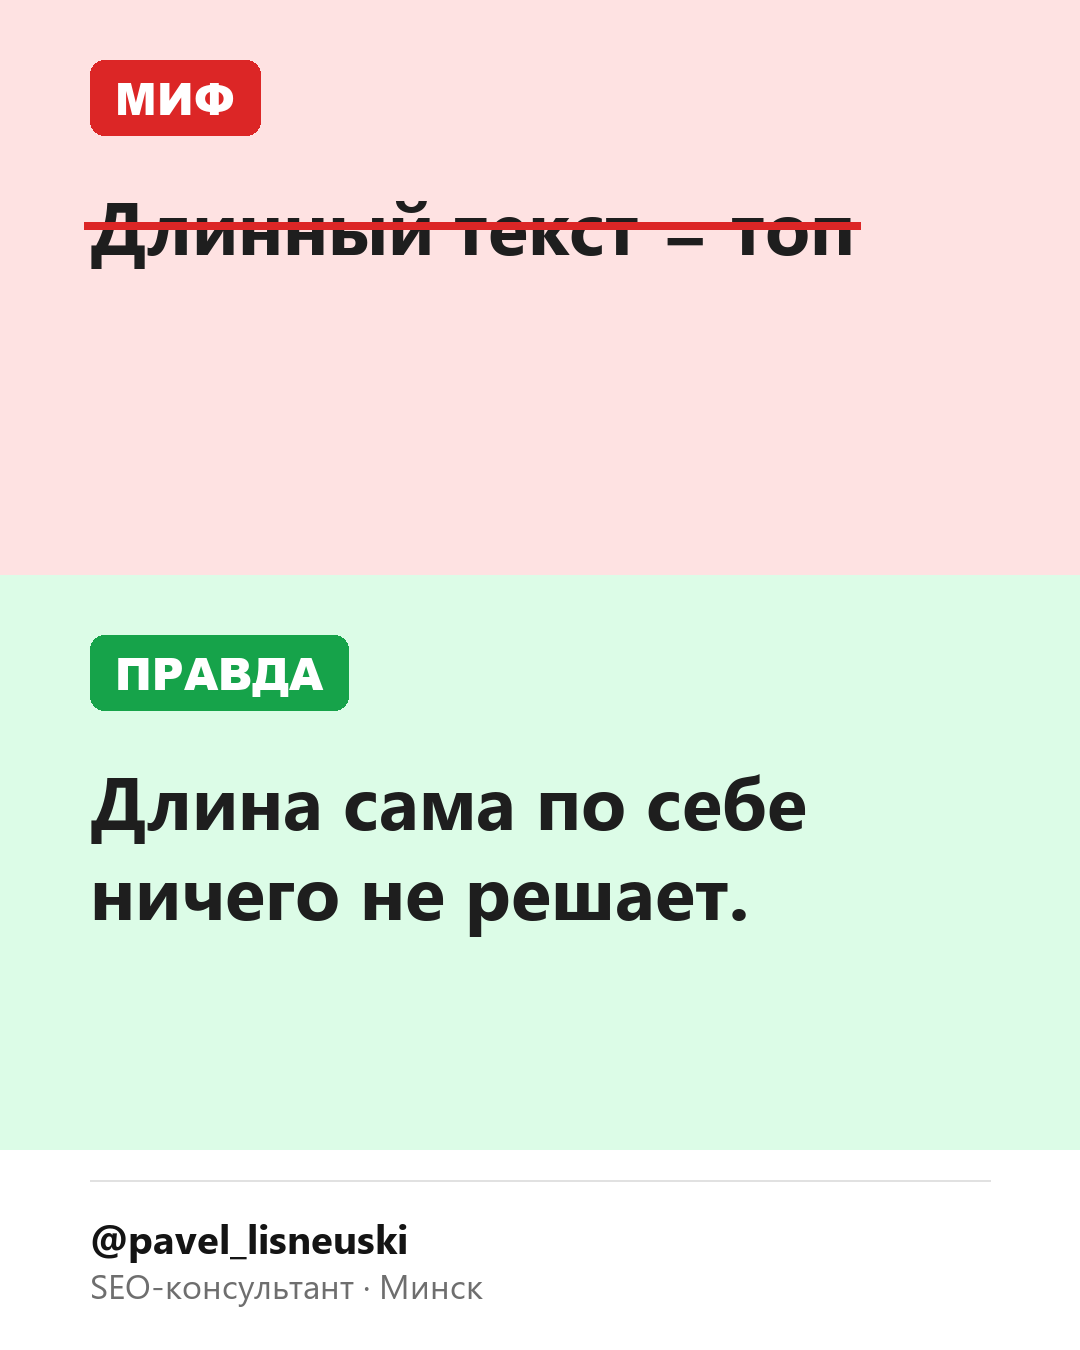 МИФ
Длинный текст = топ
ПРАВДА
Длина сама по себе
ничего не решает.
@pavel_lisneuski
SEO-консультант · Минск